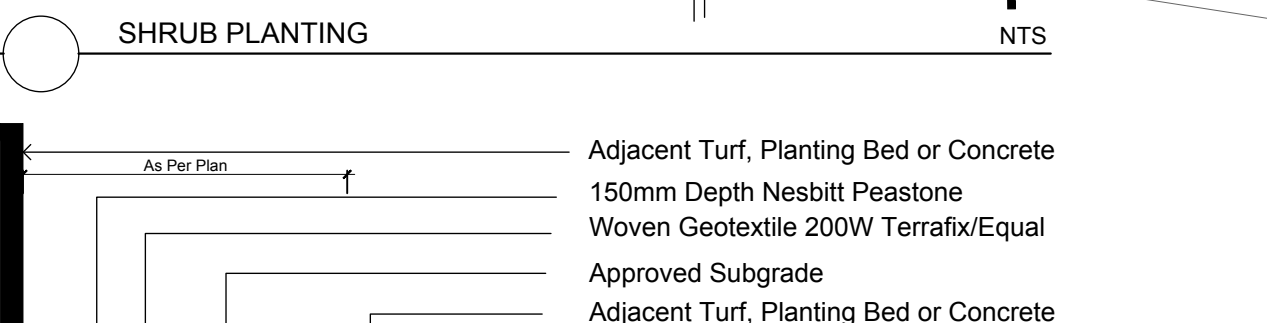 SHRUB PLANTING
NTS
Adjacent Turf, Planting Bed or Concrete
As Per Plan
150mm Depth Nesbitt Peastone
Woven Geotextile 200W Terrafix/Equal
Approved Subgrade
Adjacent Turf, Planting Bed or Concrete